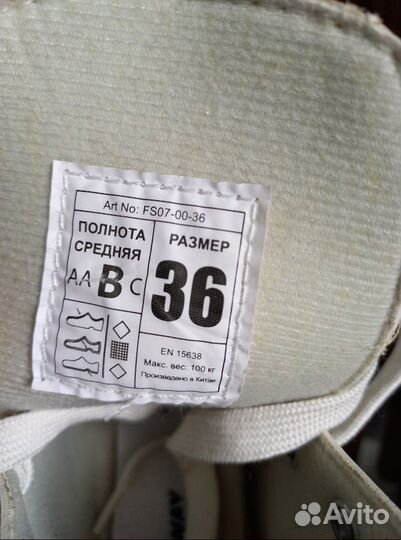 Art No: FS07-00-36
ПОЛНОТА
СРЕДНЯЯ
AA B C
РАЗМЕР
36
EN 15638
Макс. вес: 100 кг
Произведено в Китае
Avito